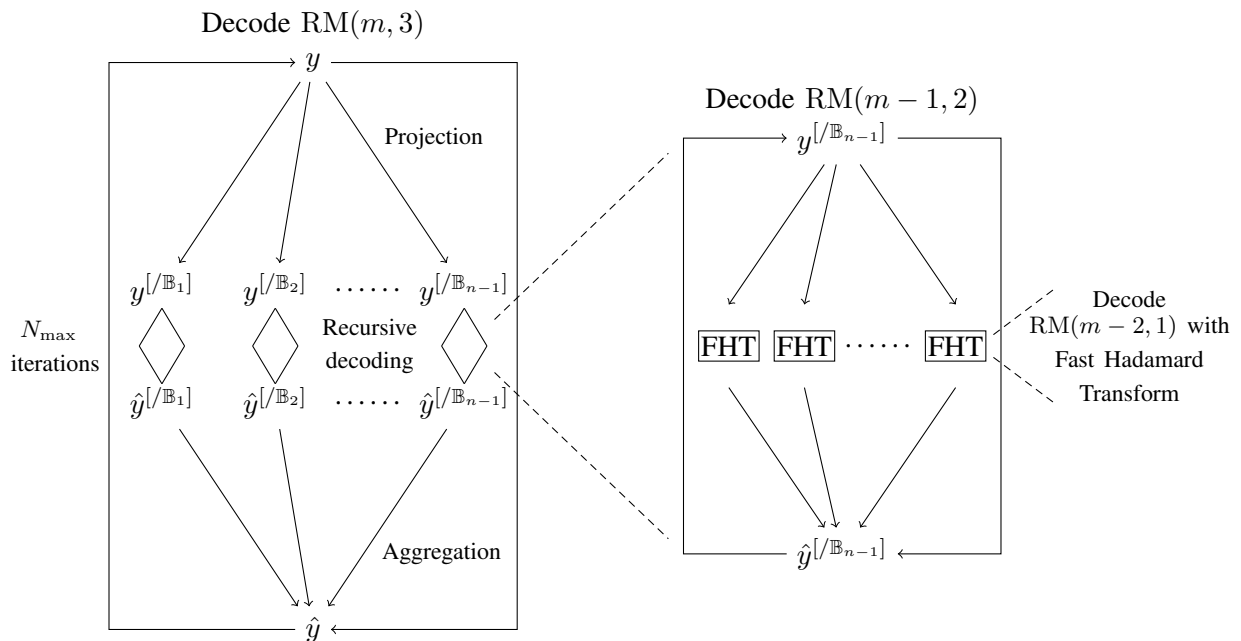 Decode RM(m, 3)
y
Projection
y^{[/𝔹_1]} y^{[/𝔹_2]} ⋯⋯ y^{[/𝔹_{n−1}]}
N_max
iterations
Recursive
decoding
ŷ^{[/𝔹_1]} ŷ^{[/𝔹_2]} ⋯⋯ ŷ^{[/𝔹_{n−1}]}
Aggregation
ŷ
Decode RM(m − 1, 2)
y^{[/𝔹_{n−1}]}
FHT FHT ⋯⋯ FHT
ŷ^{[/𝔹_{n−1}]}
Decode
RM(m − 2, 1) with
Fast Hadamard
Transform